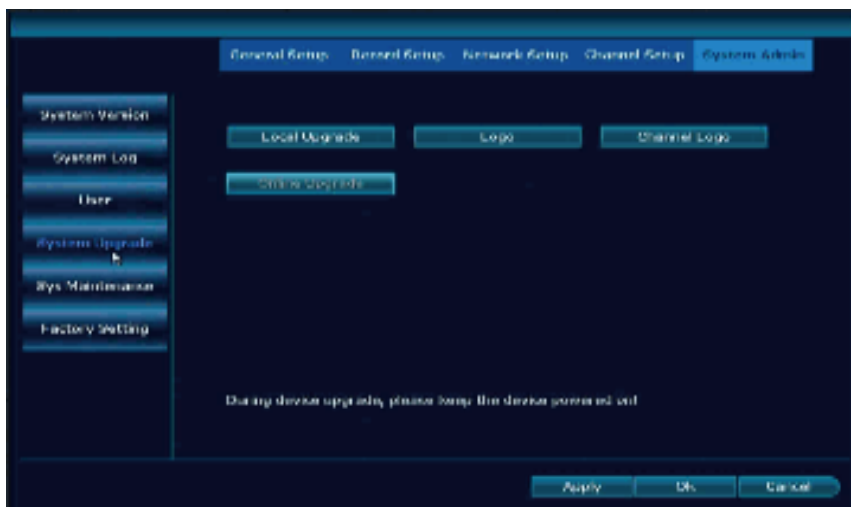 General Setup Record Setup Network Setup Channel Setup System Admin
System Version
Local Upgrade Logo Channel Logo
System Log
Online Upgrade
User
System Upgrade
Sys Maintenance
Factory Setting
During device upgrade, please keep the device powered on!
Apply Ok Cancel